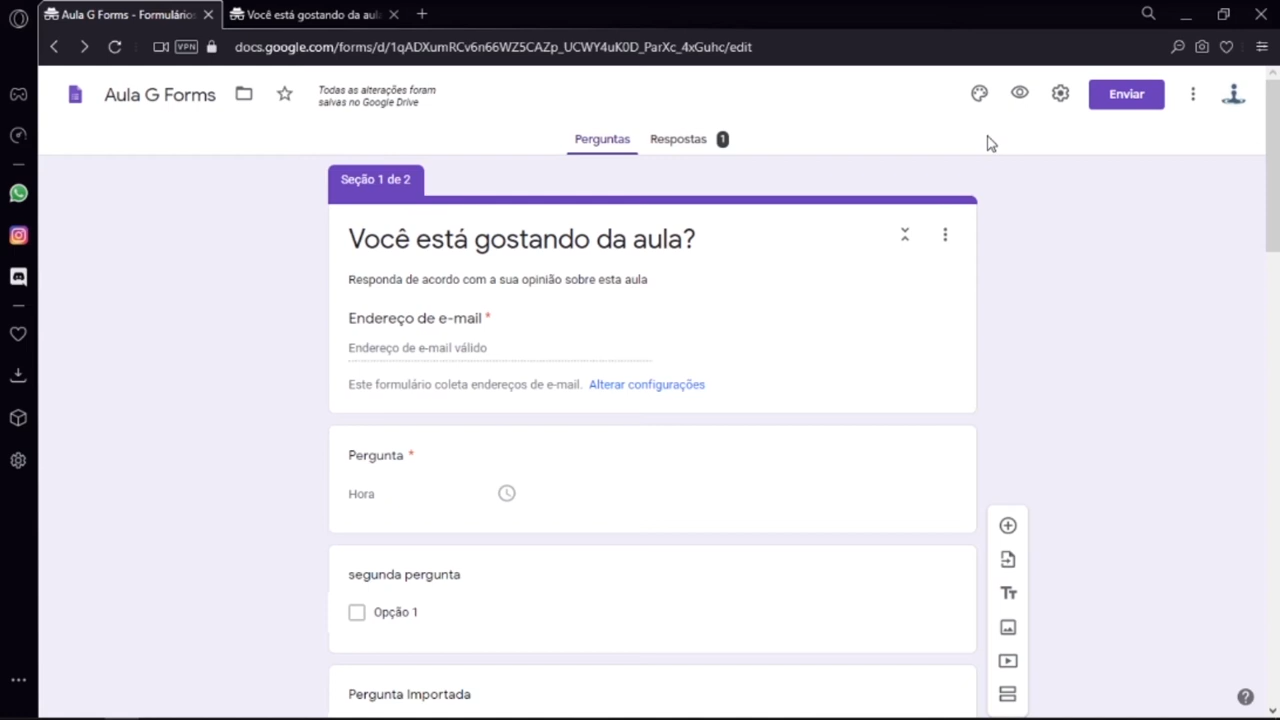 Aula G Forms - Formulários
Você está gostando da aula
VPN
docs.google.com/forms/d/1qADXumRCv6n66WZ5CAZp_UCWY4uK0D_ParXc_4xGuhc/edit
Aula G Forms
Todas as alterações foram
salvas no Google Drive
Enviar
Perguntas
Respostas 1
Seção 1 de 2
Você está gostando da aula?
Responda de acordo com a sua opinião sobre esta aula
Endereço de e-mail *
Endereço de e-mail válido
Este formulário coleta endereços de e-mail. Alterar configurações
Pergunta *
Hora
segunda pergunta
Opção 1
Tт
Pergunta Importada